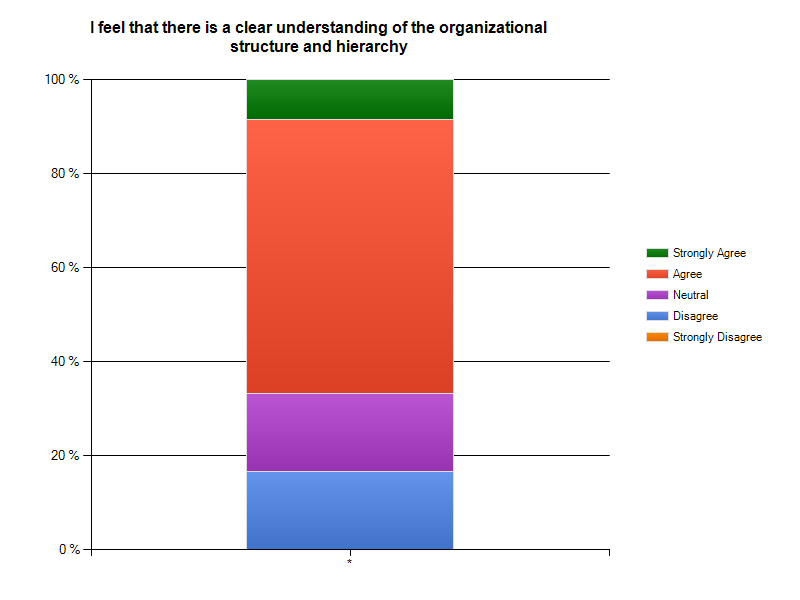 I feel that there is a clear understanding of the organizational
structure and hierarchy
100 %
80 %
60 %
40 %
20 %
0 %
*
Strongly Agree
Agree
Neutral
Disagree
Strongly Disagree